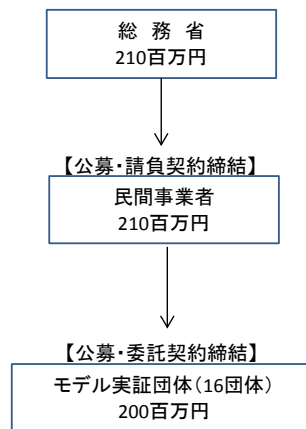 総 務 省
210百万円
【公募・請負契約締結】
民間事業者
210百万円
【公募・委託契約締結】
モデル実証団体(16団体)
200百万円